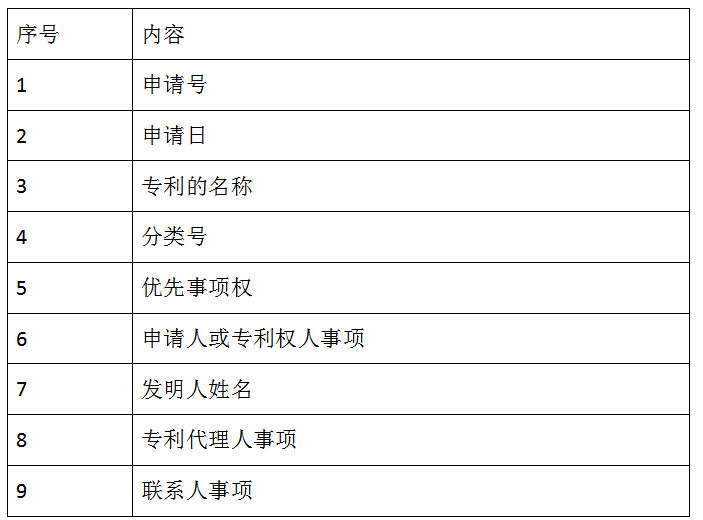 序号 内容
1 申请号
2 申请日
3 专利的名称
4 分类号
5 优先事项权
6 申请人或专利权人事项
7 发明人姓名
8 专利代理人事项
9 联系人事项